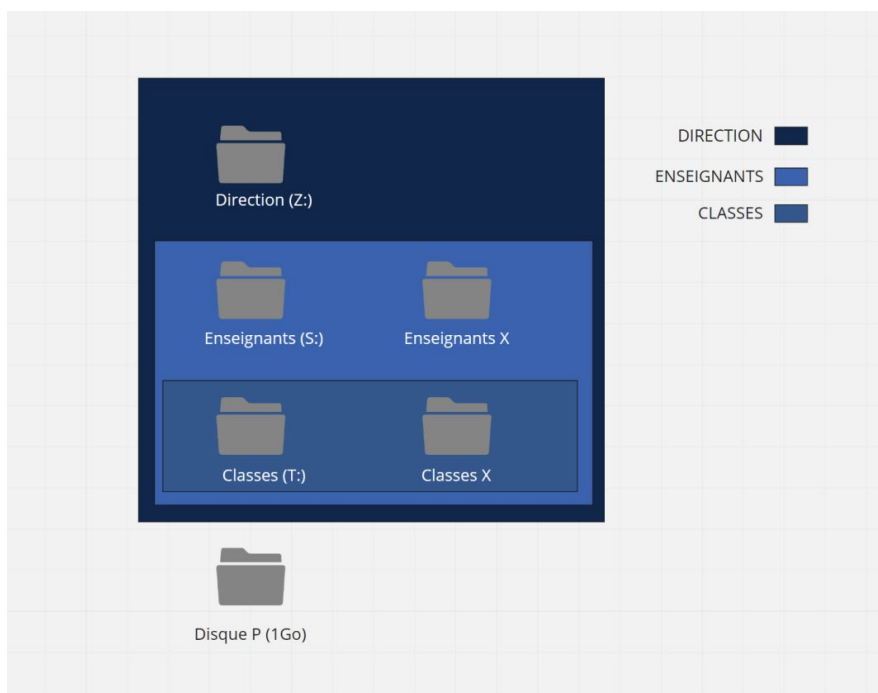 DIRECTION
ENSEIGNANTS
CLASSES
Direction (Z:)
Enseignants (S:)
Enseignants X
Classes (T:)
Classes X
Disque P (1Go)